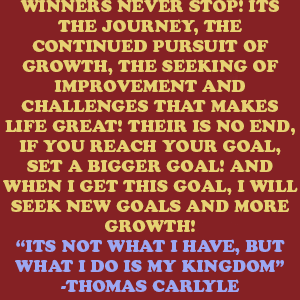 WINNERS NEVER STOP! ITS
THE JOURNEY, THE
CONTINUED PURSUIT OF
GROWTH, THE SEEKING OF
IMPROVEMENT AND
CHALLENGES THAT MAKES
LIFE GREAT! THEIR IS NO END,
IF YOU REACH YOUR GOAL,
SET A BIGGER GOAL! AND
WHEN I GET THIS GOAL, I WILL
SEEK NEW GOALS AND MORE
GROWTH!
“ITS NOT WHAT I HAVE, BUT
WHAT I DO IS MY KINGDOM”
-THOMAS CARLYLE